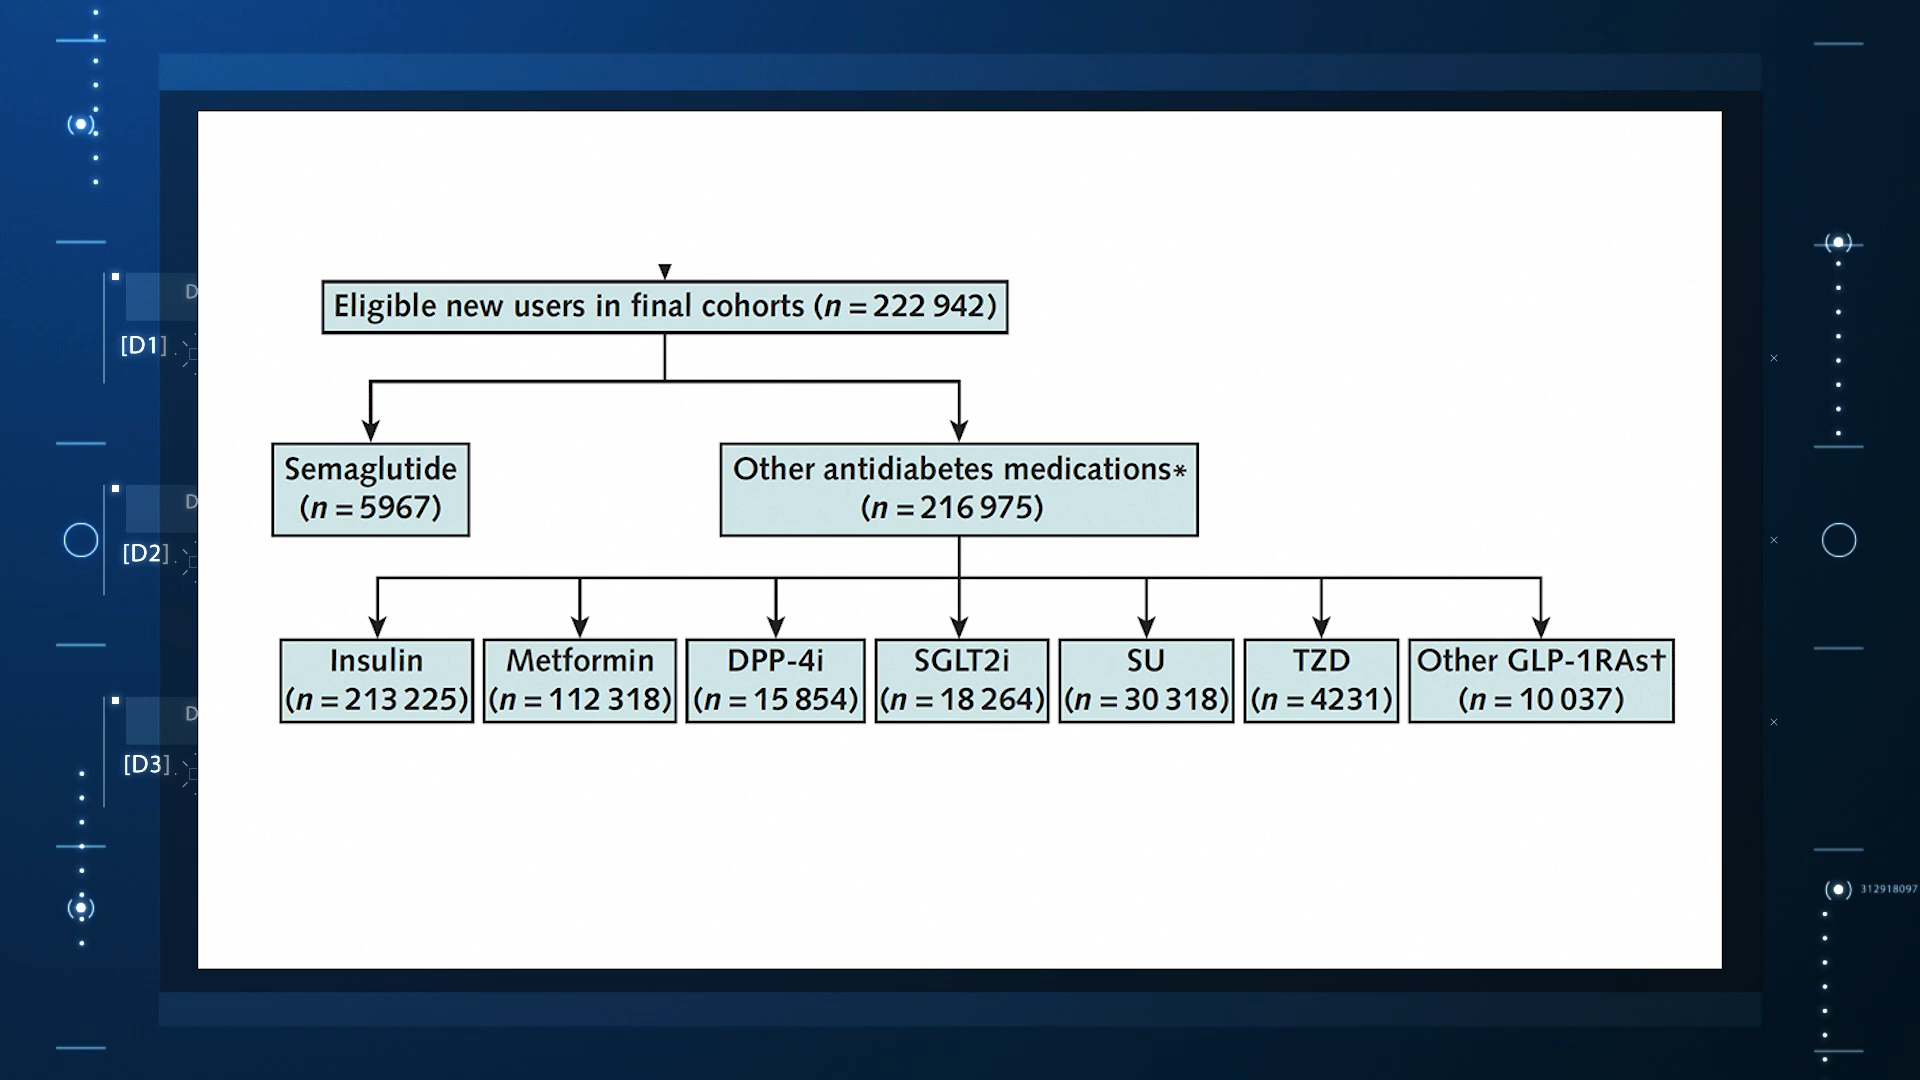 Eligible new users in final cohorts (n = 222 942)
Semaglutide
(n = 5967)
Other antidiabetes medications*
(n = 216 975)
Insulin
(n = 213 225)
Metformin
(n = 112 318)
DPP-4i
(n = 15 854)
SGLT2i
(n = 18 264)
SU
(n = 30 318)
TZD
(n = 4231)
Other GLP-1RAs†
(n = 10 037)
D
[D1]
D
[D2]
D
[D3]
312918097